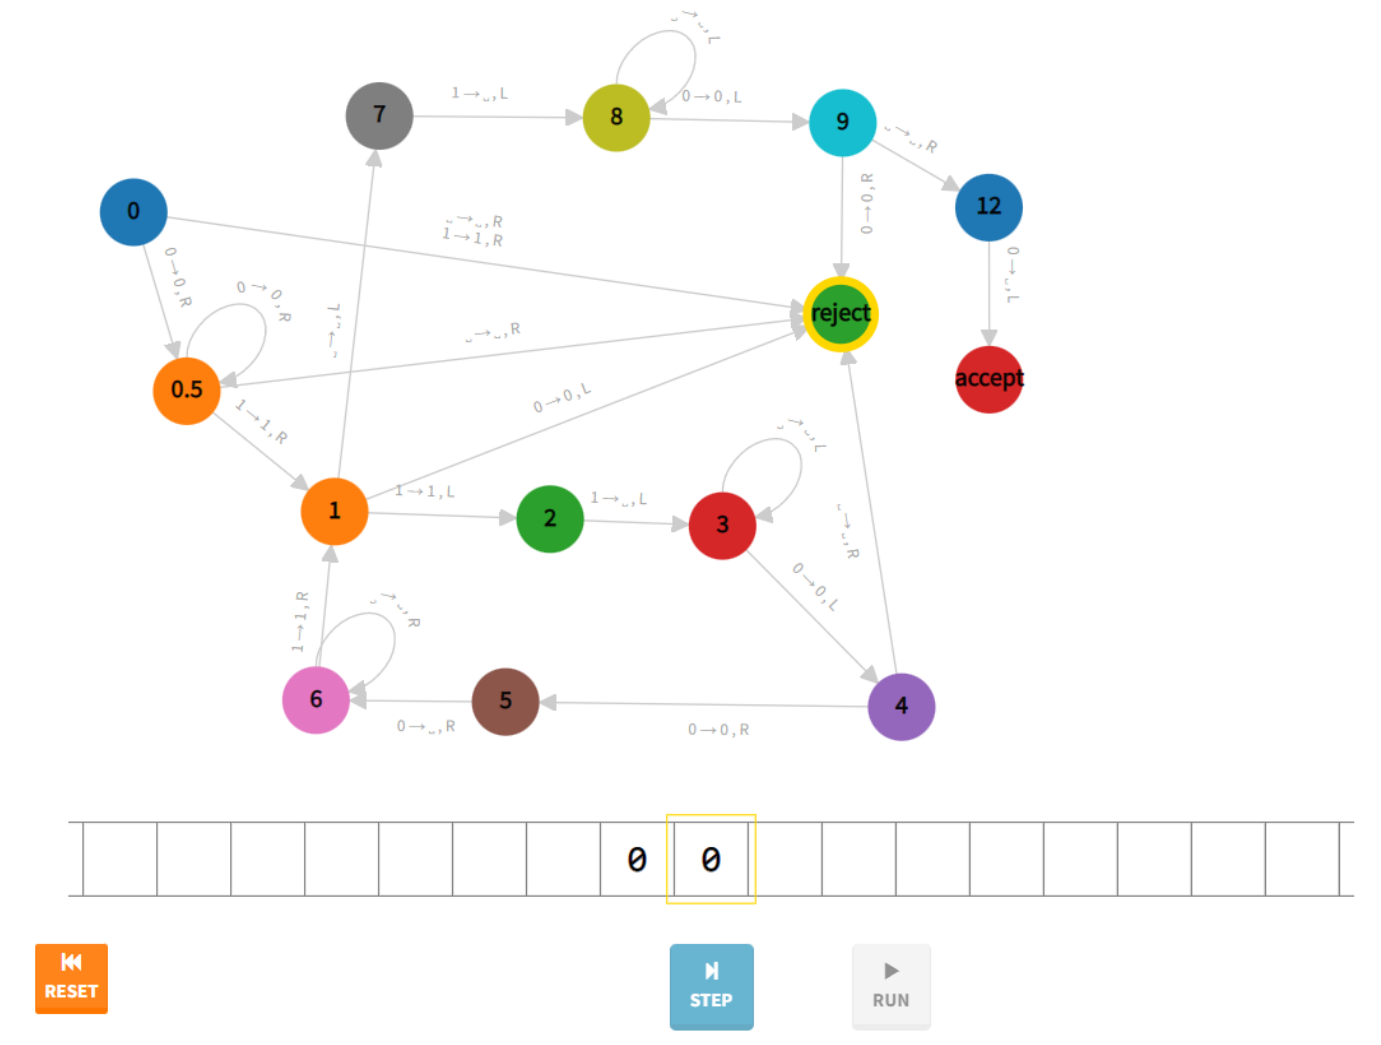 ␣→␣,L
7
1→␣,L
8
0→0,L
9
␣→␣,R
0
0→0,R
␣→␣,R
1→1,R
0→0,R
12
0→0,R
0→␣,L
␣→␣,L
reject
␣→␣,R
0.5
accept
1→1,R
0→0,L
␣→␣,L
1
1→1,L
2
1→␣,L
3
␣→␣,R
0→0,L
1→1,R
␣→␣,R
6
0→␣,R
5
0→0,R
4
0 0
RESET
STEP
RUN